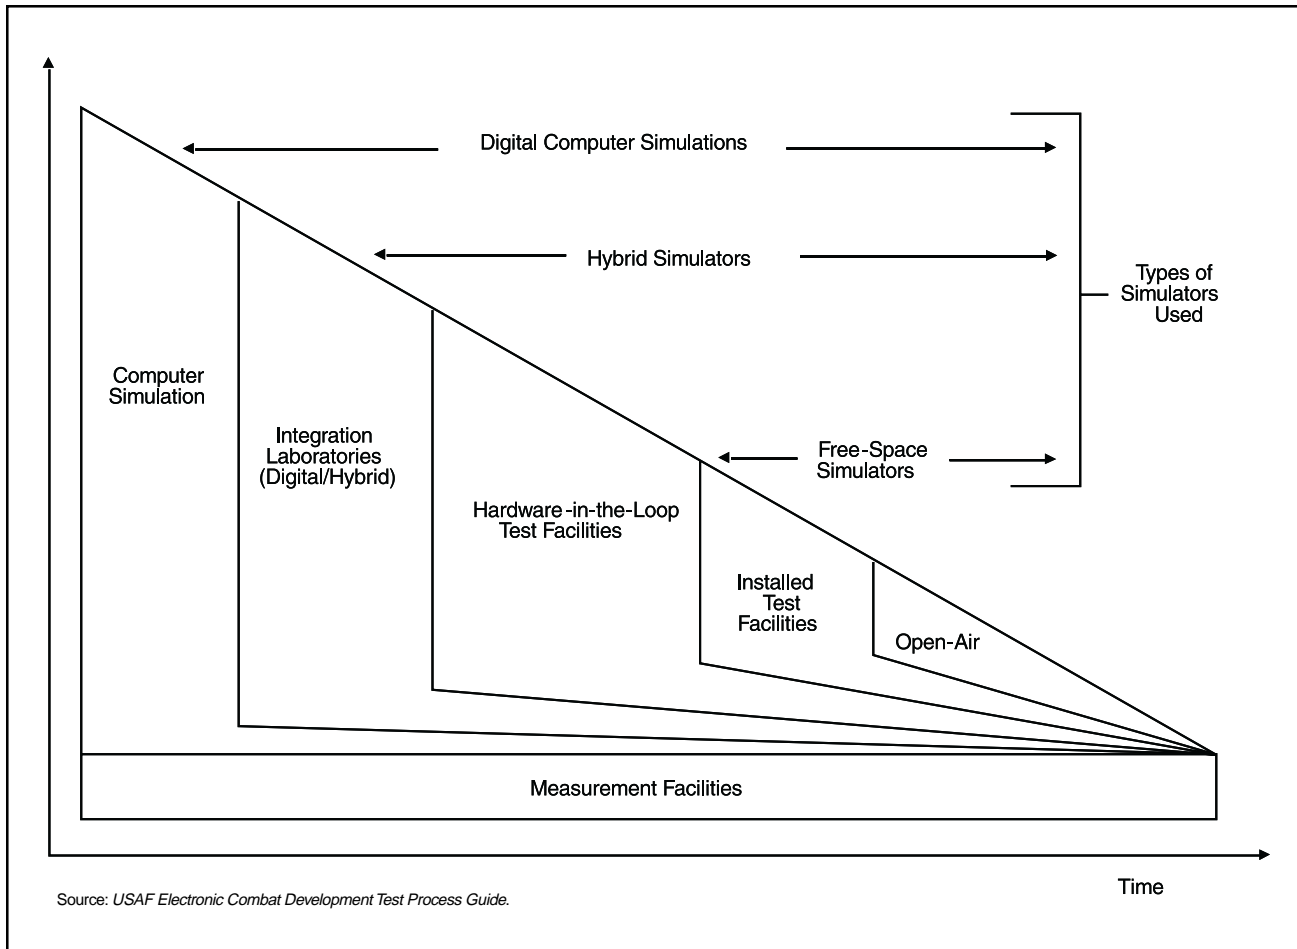 Digital Computer Simulations
Hybrid Simulators
Types of
Simulators
Used
Computer
Simulation
Integration
Laboratories
(Digital/Hybrid)
Free-Space
Simulators
Hardware-in-the-Loop
Test Facilities
Installed
Test
Facilities
Open-Air
Measurement Facilities
Time
Source: USAF Electronic Combat Development Test Process Guide.